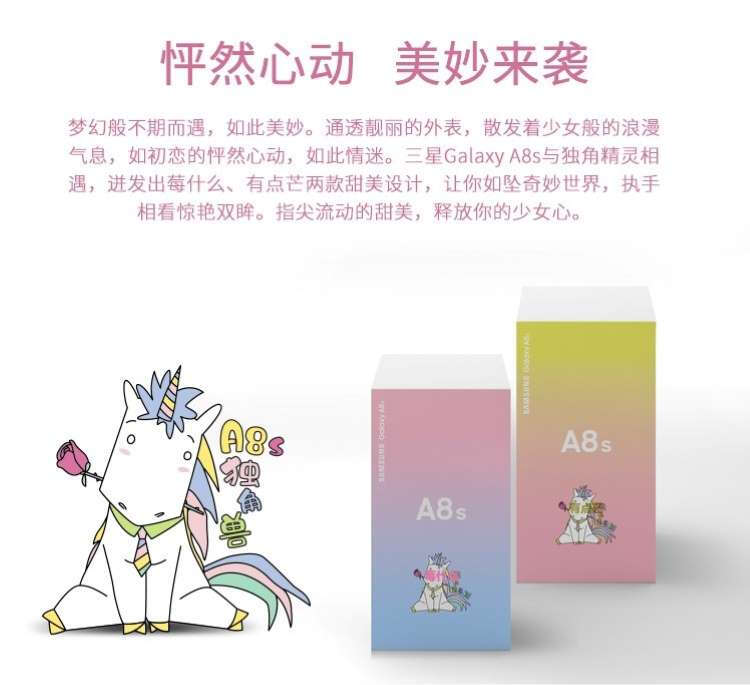 怦然心动 美妙来袭
梦幻般不期而遇，如此美妙。通透靓丽的外表，散发着少女般的浪漫
气息，如初恋的怦然心动，如此情迷。三星Galaxy A8s与独角精灵相
遇，迸发出莓什么、有点芒两款甜美设计，让你如坠奇妙世界，执手
相看惊艳双眸。指尖流动的甜美，释放你的少女心。
A8s
独
角
兽
SAMSUNG Galaxy A8s
A8s
莓什么
SAMSUNG Galaxy A8s
A8s
有点